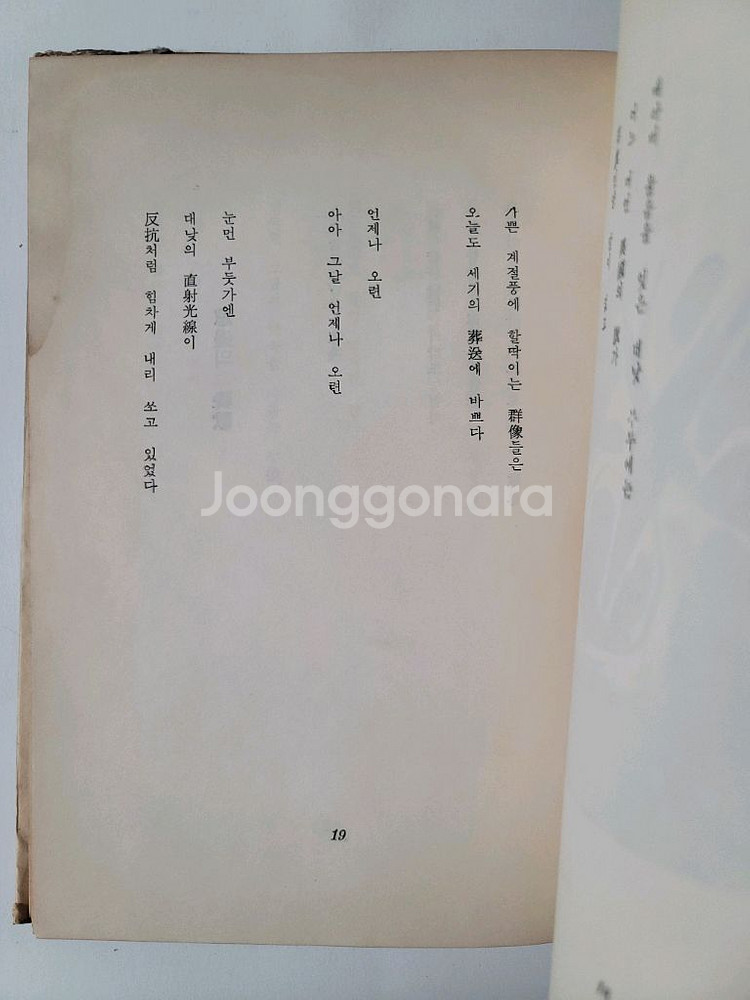 가쁜 계절풍에 할딱이는 群像들은
오늘도 세기의 葬送에 바쁘다
언제나 오련
아아 그날 언제나 오련
눈먼 부둣가엔
대낮의 直射光線이
反抗처럼 힘차게 내리 쏘고 있었다
19
Joonggonara